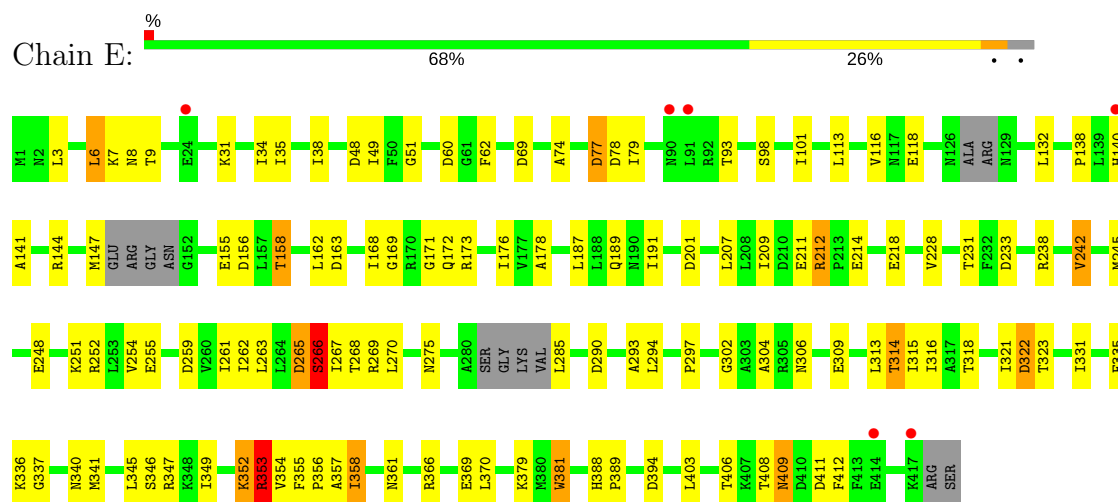 %
Chain E:
68% 26% • •
M1 N2 L3 L6 K7 N8 T9 E24 K31 I34 I35 I38 D48 I49 F50 G51 D60 G61 F62 D69 A74 D77 D78 I79 N90 L91 R92 T93 S98 I101 L113 V116 N117 E118 N126 ALA ARG N129 L132 P138 L139 H140
A141 R144 M147 GLU ARG GLY ASN G152 E155 D156 L157 T158 L162 D163 I168 G169 R170 G171 Q172 R173 I176 V177 A178 L187 L188 Q189 N190 I191 D201 L207 L208 I209 D210 E211 R212 P213 E214 E218 V228 T231 F232 D233 R238 V242 M245
E248 K251 R252 L253 V254 E255 D259 V260 I261 I262 L263 L264 D265 S266 I267 T268 R269 L270 N275 A280 SER GLY LYS VAL L285 D290 A293 L294 P297 G302 A303 A304 R305 N306 E309 L313 T314 I315 I316 A317 T318 I321 D322 T323 I331 E335
K336 G337 N340 M341 L345 S346 R347 K348 I349 K352 R353 V354 F355 P356 A357 I358 N361 R366 E369 L370 K379 M380 W381 H388 P389 D394 L403 T406 K407 T408 N409 D410 D411 F412 F413 E414 K417 ARG SER